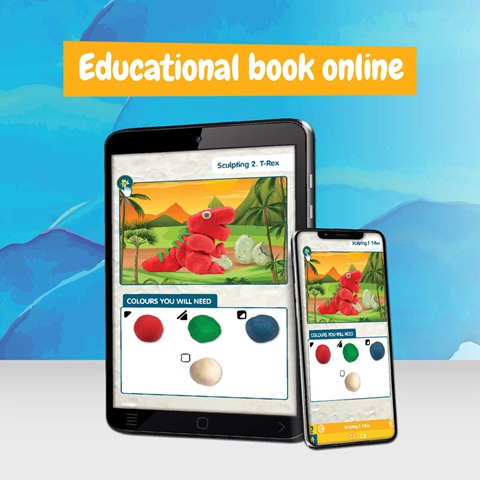 Educational book online
Sculpting 2. T-Rex
COLOURS YOU WILL NEED
Sculpting 2. T-Rex
COLOURS YOU WILL NEED
Sculpting 2. T-Rex